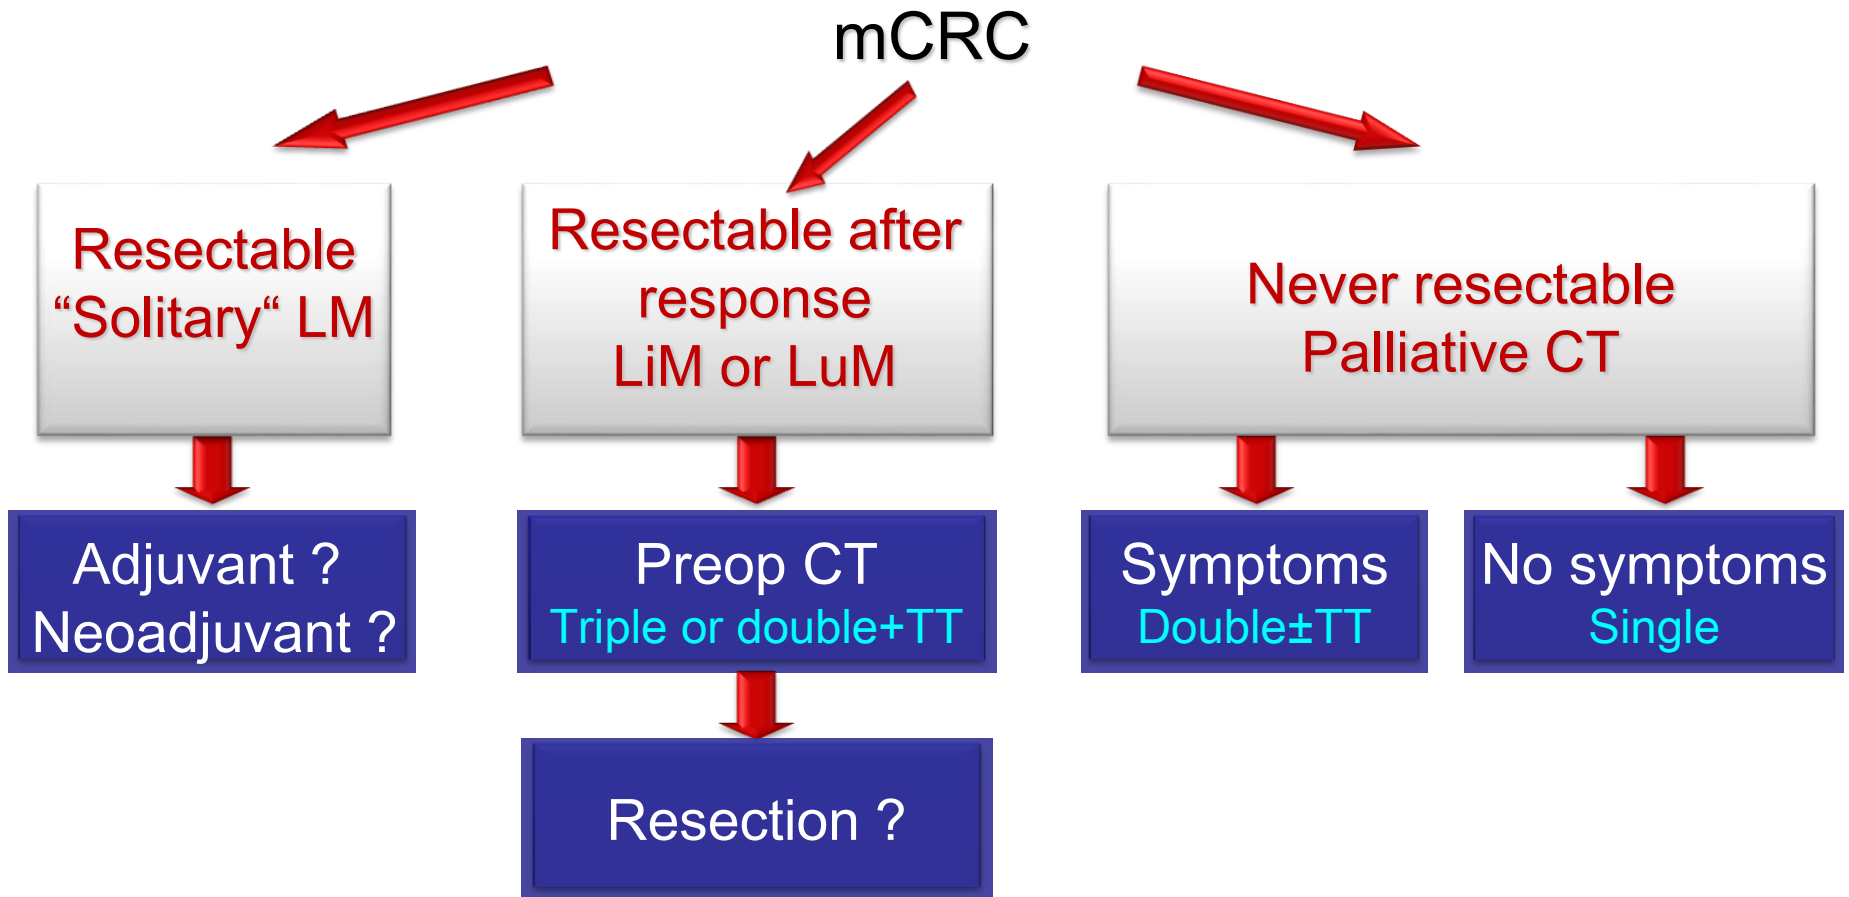 mCRC
Resectable
“Solitary“ LM
Resectable after
response
LiM or LuM
Never resectable
Palliative CT
Adjuvant ?
Neoadjuvant ?
Preop CT
Triple or double+TT
Symptoms
Double±TT
No symptoms
Single
Resection ?